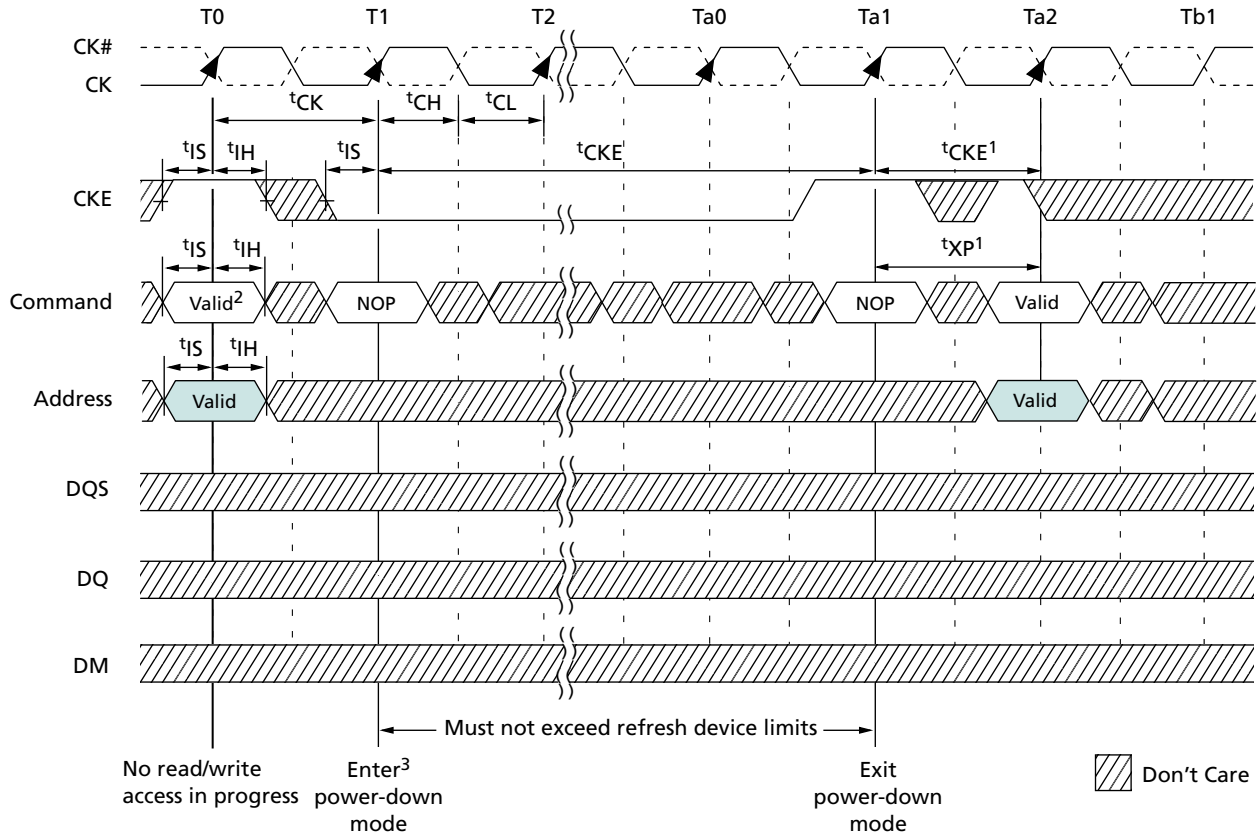 T0 T1 T2 Ta0 Ta1 Ta2 Tb1
CK#
CK
tCK tCH tCL
tIS tIH tIS tCKE tCKE1
CKE
tIS tIH tXP1
Command Valid2 NOP NOP Valid
tIS tIH
Address Valid Valid
DQS
DQ
DM
Must not exceed refresh device limits
No read/write
access in progress
Enter3
power-down
mode
Exit
power-down
mode
Don't Care